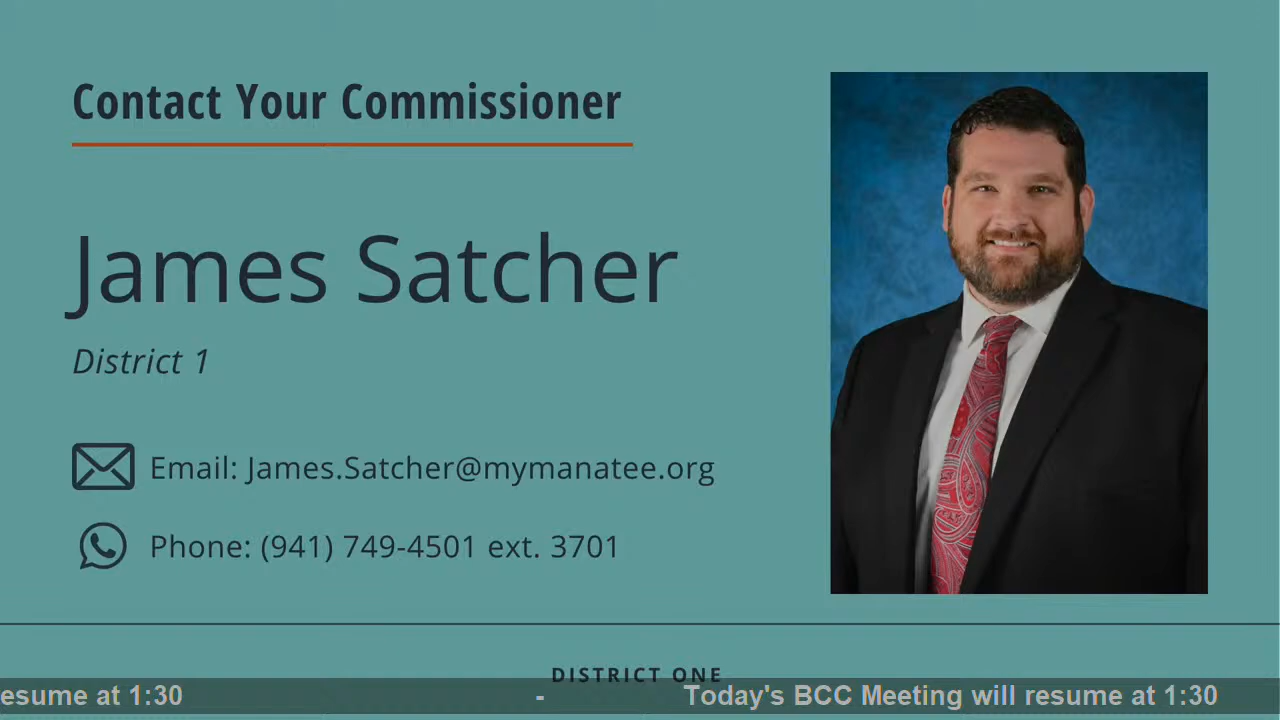 Contact Your Commissioner
James Satcher
District 1
Email: James.Satcher@mymanatee.org
Phone: (941) 749-4501 ext. 3701
DISTRICT ONE
esume at 1:30 - Today's BCC Meeting will resume at 1:30